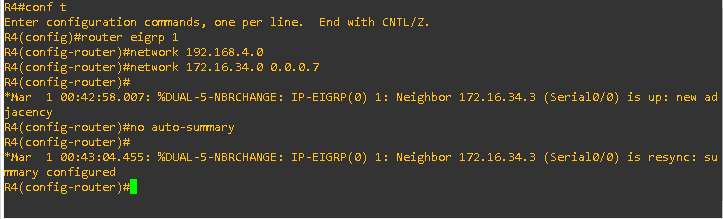 R4#conf t
Enter configuration commands, one per line.  End with CNTL/Z.
R4(config)#router eigrp 1
R4(config-router)#network 192.168.4.0
R4(config-router)#network 172.16.34.0 0.0.0.7
R4(config-router)#
*Mar  1 00:42:58.007: %DUAL-5-NBRCHANGE: IP-EIGRP(0) 1: Neighbor 172.16.34.3 (Serial0/0) is up: new ad
jacency
R4(config-router)#no auto-summary
R4(config-router)#
*Mar  1 00:43:04.455: %DUAL-5-NBRCHANGE: IP-EIGRP(0) 1: Neighbor 172.16.34.3 (Serial0/0) is resync: su
mmary configured
R4(config-router)#